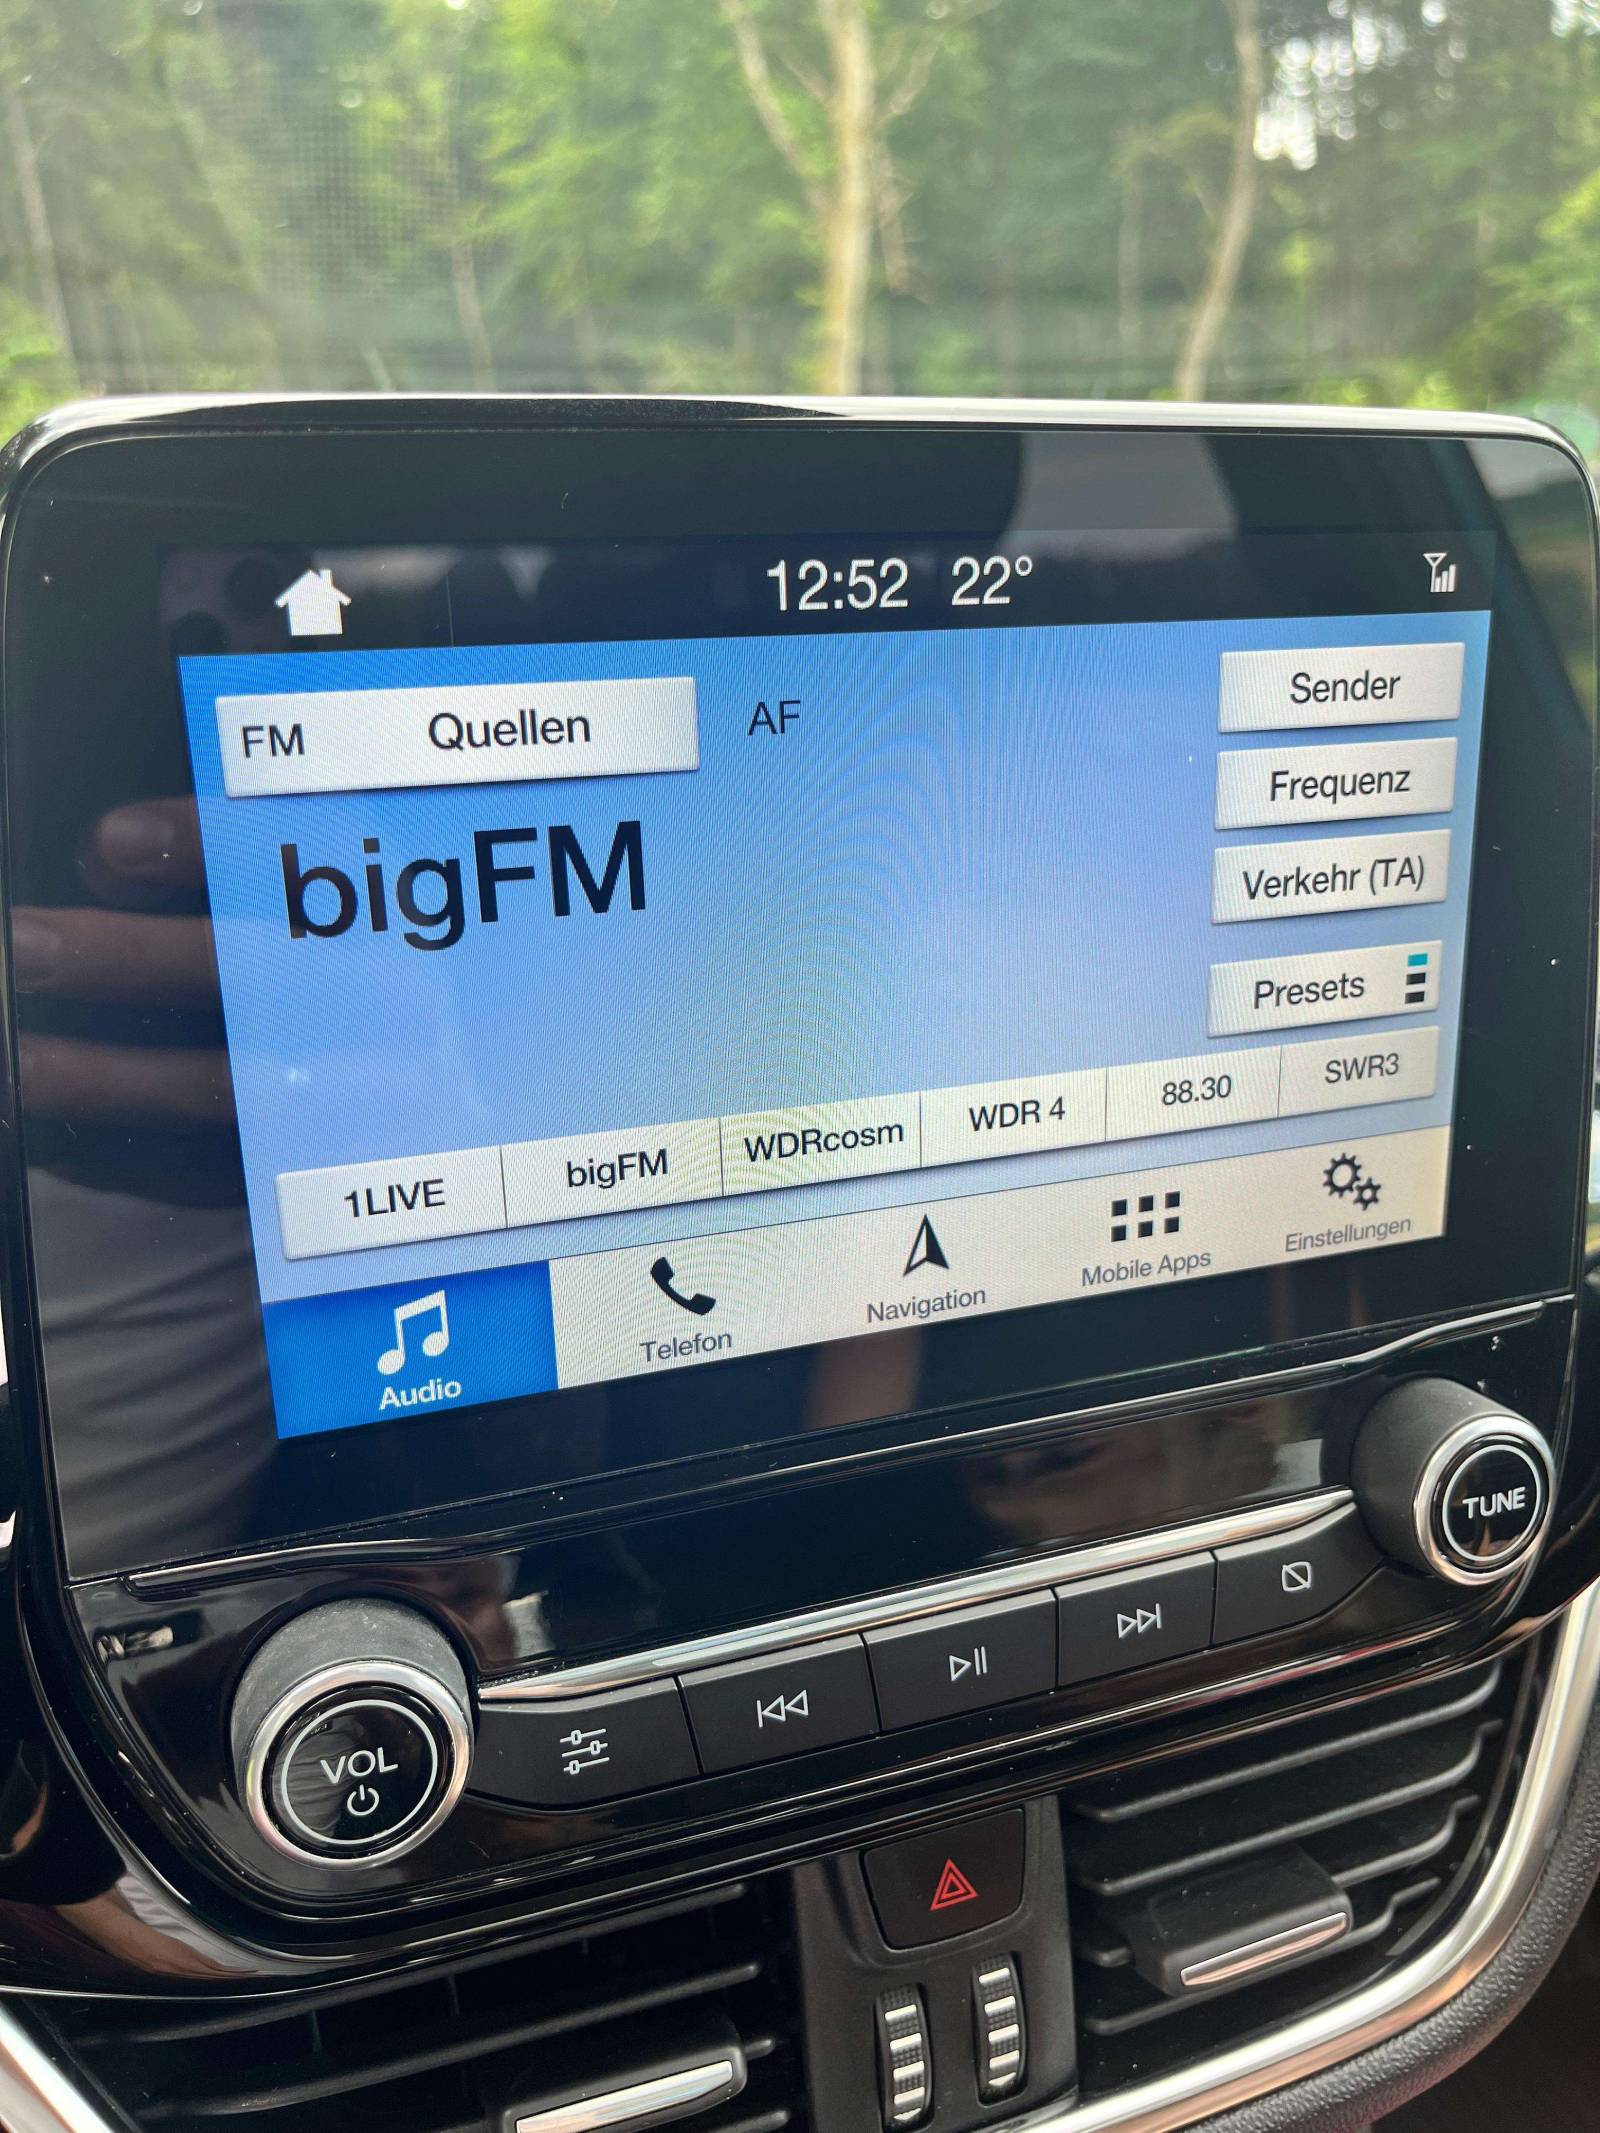 12:52 22°
FM Quellen AF
Sender
bigFM
Frequenz
Verkehr (TA)
Presets
1LIVE bigFM WDRcosm WDR 4 88.30 SWR3
Audio Telefon Navigation Mobile Apps Einstellungen
TUNE
VOL